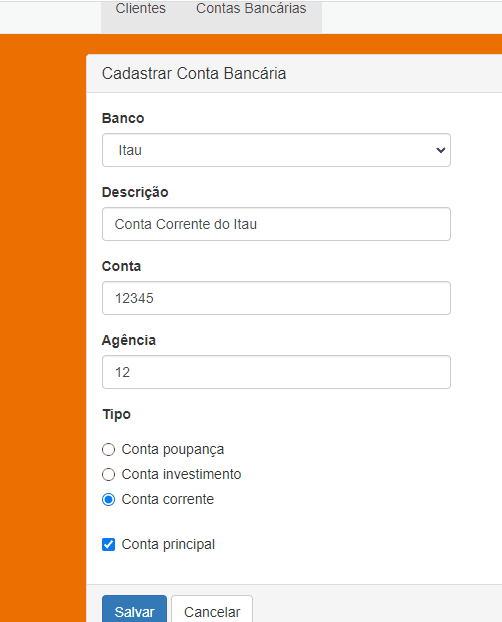 Clientes Contas Bancárias
Cadastrar Conta Bancária
Banco
Itau
Descrição
Conta Corrente do Itau
Conta
12345
Agência
12
Tipo
Conta poupança
Conta investimento
Conta corrente
Conta principal
Salvar Cancelar